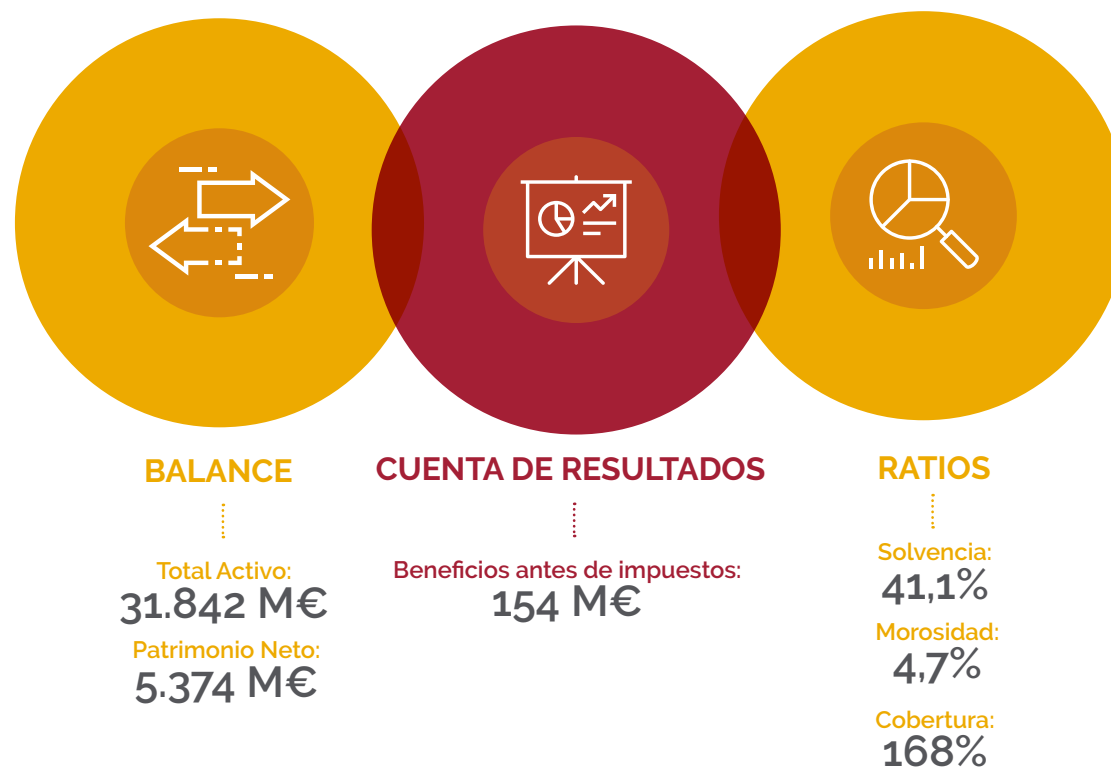 BALANCE
Total Activo:
31.842 M€
Patrimonio Neto:
5.374 M€
CUENTA DE RESULTADOS
Beneficios antes de impuestos:
154 M€
RATIOS
Solvencia:
41,1%
Morosidad:
4,7%
Cobertura:
168%